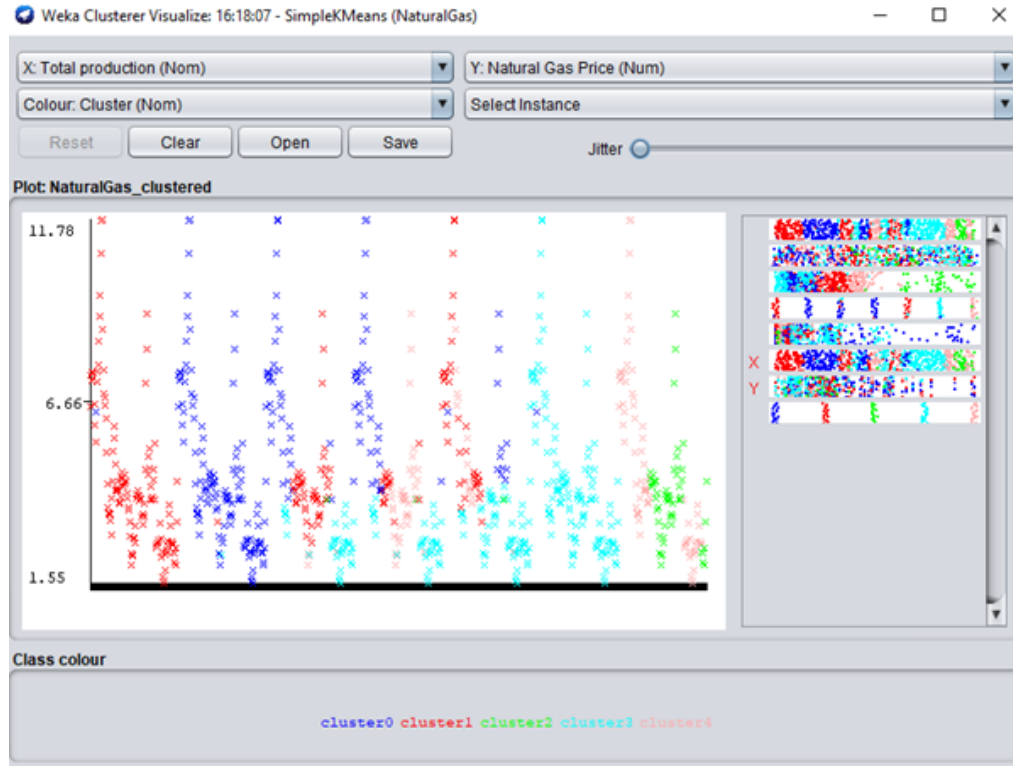 Weka Clusterer Visualize: 16:18:07 - SimpleKMeans (NaturalGas)
X: Total production (Nom) Y: Natural Gas Price (Num)
Colour: Cluster (Nom) Select Instance
Reset Clear Open Save Jitter
Plot: NaturalGas_clustered
11.78
X
Y
6.66
1.55
Class colour
cluster0 cluster1 cluster2 cluster3 cluster4